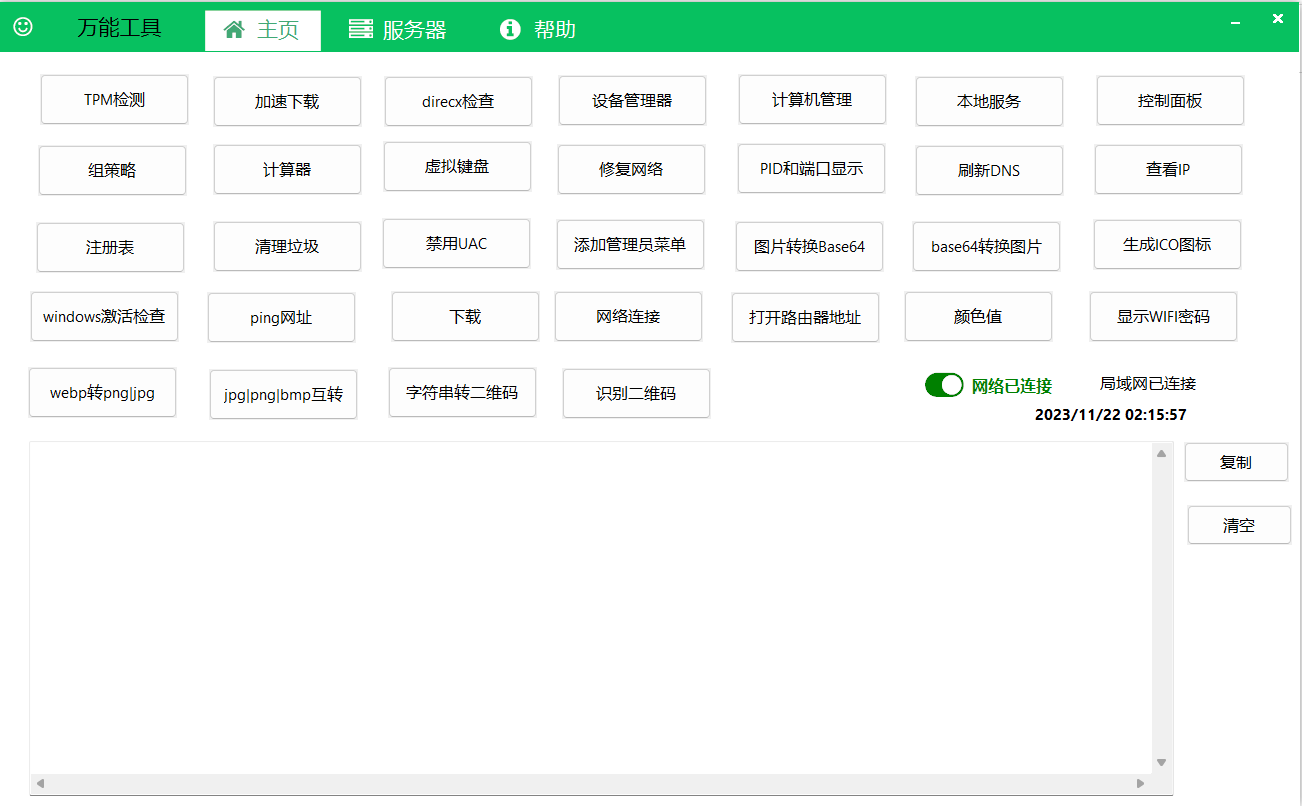 万能工具 主页 服务器 帮助
TPM检测 加速下载 direcx检查 设备管理器 计算机管理 本地服务 控制面板
组策略 计算器 虚拟键盘 修复网络 PID和端口显示 刷新DNS 查看IP
注册表 清理垃圾 禁用UAC 添加管理员菜单 图片转换Base64 base64转换图片 生成ICO图标
windows激活检查 ping网址 下载 网络连接 打开路由器地址 颜色值 显示WIFI密码
webp转png|jpg jpg|png|bmp互转 字符串转二维码 识别二维码 网络已连接 局域网已连接
2023/11/22 02:15:57
复制
清空